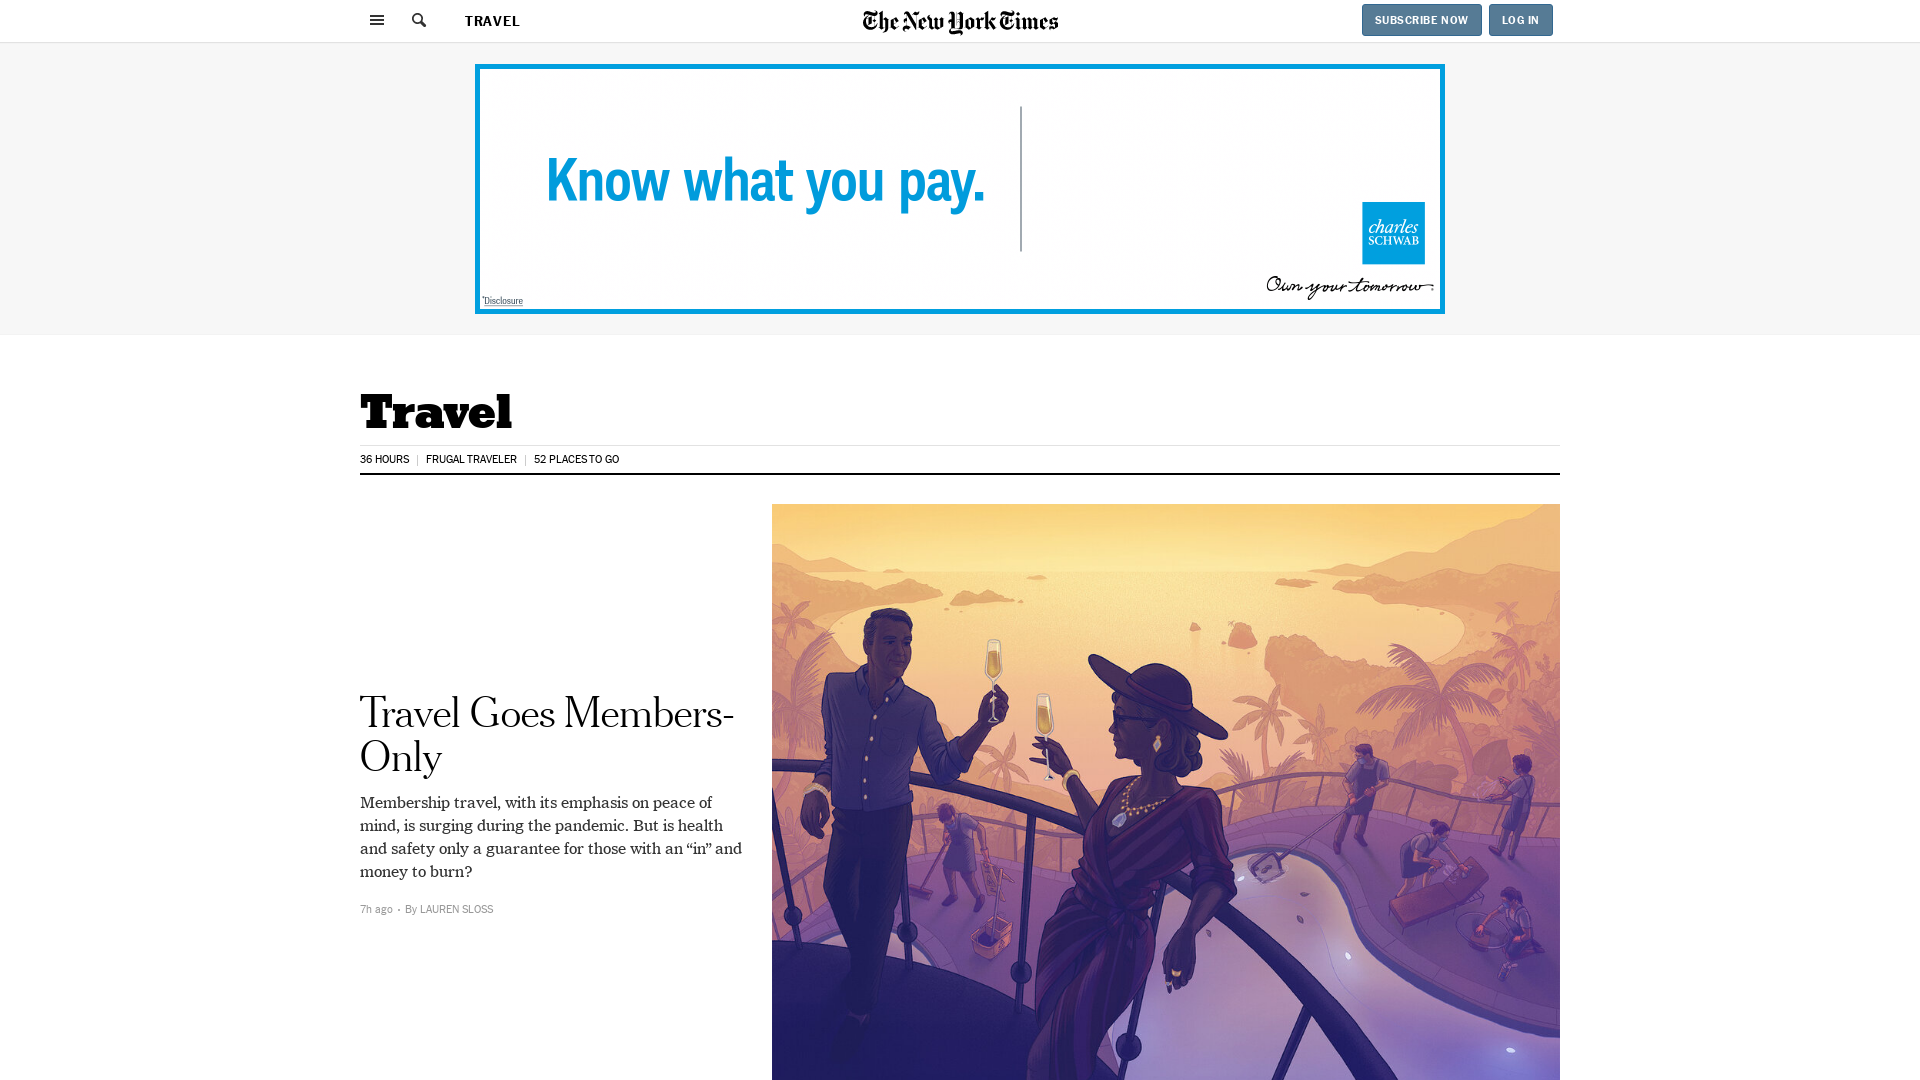 TRAVEL
The New York Times
SUBSCRIBE NOW
LOG IN
Know what you pay.
charles
SCHWAB
Own your tomorrow.
*Disclosure
Travel
36 HOURS
FRUGAL TRAVELER
52 PLACES TO GO
Travel Goes Members-
Only
Membership travel, with its emphasis on peace of
mind, is surging during the pandemic. But is health
and safety only a guarantee for those with an “in” and
money to burn?
7h ago • By LAUREN SLOSS